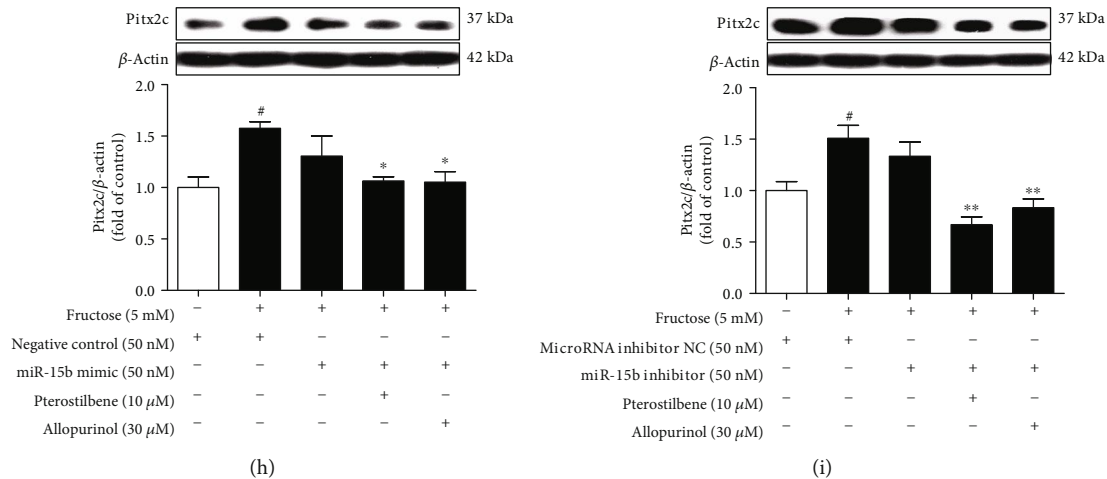 Pitx2c 37 kDa
β-Actin 42 kDa
2.0
1.5
1.0
0.5
0.0
Pitx2c/β-actin
(fold of control)
#
*
*
Fructose (5 mM) − + + + +
Negative control (50 nM) + + − − −
miR-15b mimic (50 nM) − − + + +
Pterostilbene (10 μM) − − − + −
Allopurinol (30 μM) − − − − +
(h)
Pitx2c 37 kDa
β-Actin 42 kDa
2.0
1.5
1.0
0.5
0.0
Pitx2c/β-actin
(fold of control)
#
**
**
Fructose (5 mM) − + + + +
MicroRNA inhibitor NC (50 nM) + + − − −
miR-15b inhibitor (50 nM) − − + + +
Pterostilbene (10 μM) − − − + −
Allopurinol (30 μM) − − − − +
(i)